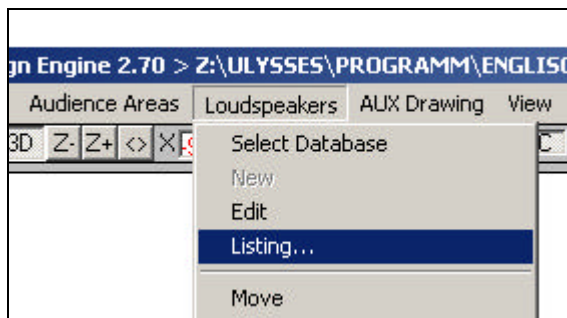 gn Engine 2.70 > Z:\ULYSSES\PROGRAMM\ENGLISC
Audience Areas Loudspeakers AUX Drawing View
3D Z- Z+ <> X C
Select Database
New
Edit
Listing...
Move